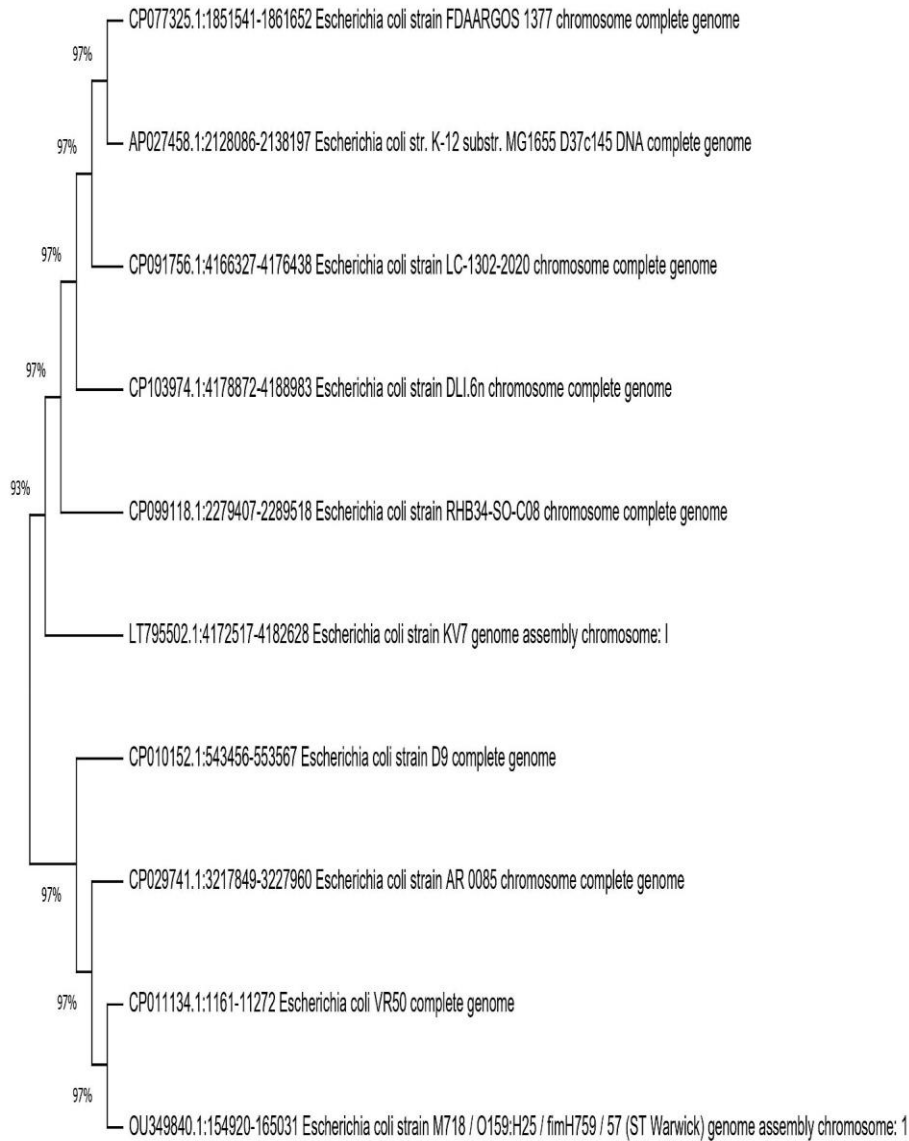 CP077325.1:1851541-1861652 Escherichia coli strain FDAARGOS 1377 chromosome complete genome
97%
AP027458.1:2128086-2138197 Escherichia coli str. K-12 substr. MG1655 D37c145 DNA complete genome
97%
97%
CP091756.1:4166327-4176438 Escherichia coli strain LC-1302-2020 chromosome complete genome
97%
CP103974.1:4178872-4188983 Escherichia coli strain DLI.6n chromosome complete genome
93%
CP099118.1:2279407-2289518 Escherichia coli strain RHB34-SO-C08 chromosome complete genome
LT795502.1:4172517-4182628 Escherichia coli strain KV7 genome assembly chromosome: I
CP010152.1:543456-553567 Escherichia coli strain D9 complete genome
CP029741.1:3217849-3227960 Escherichia coli strain AR 0085 chromosome complete genome
97%
CP011134.1:1161-11272 Escherichia coli VR50 complete genome
97%
97%
OU349840.1:154920-165031 Escherichia coli strain M718 / O159:H25 / fimH759 / 57 (ST Warwick) genome assembly chromosome: 1